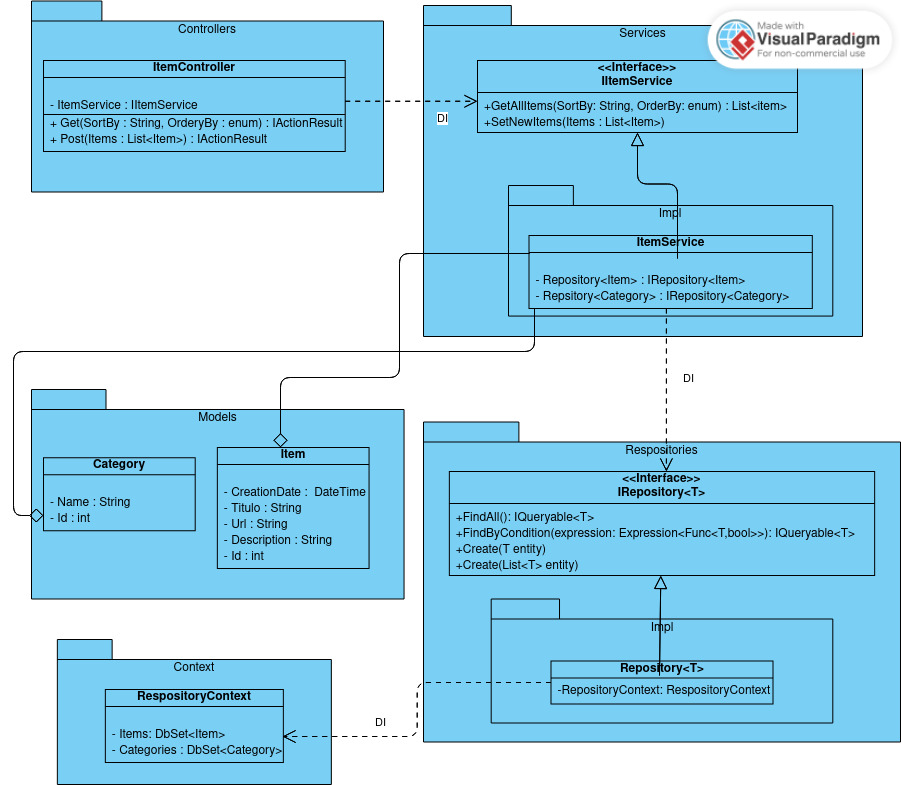 Controllers
ItemController
- ItemService : IItemService
+ Get(SortBy : String, OrderyBy : enum) : IActionResult
+ Post(Items : List<Item>) : IActionResult
DI
Services
Made with
Visual Paradigm
For non-commercial use
<<Interface>>
IItemService
+GetAllItems(SortBy: String, OrderBy: enum) : List<item>
+SetNewItems(Items : List<Item>)
Impl
ItemService
- Repository<Item> : IRepository<Item>
- Repsitory<Category> : IRepository<Category>
DI
Models
Category
- Name : String
- Id : int
Item
- CreationDate :  DateTime
- Titulo : String
- Url : String
- Description : String
- Id : int
Respositories
<<Interface>>
IRepository<T>
+FindAll(): IQueryable<T>
+FindByCondition(expression: Expression<Func<T,bool>>): IQueryable<T>
+Create(T entity)
+Create(List<T> entity)
Impl
Repository<T>
-RepositoryContext: RespositoryContext
DI
Context
RespositoryContext
- Items: DbSet<Item>
- Categories : DbSet<Category>